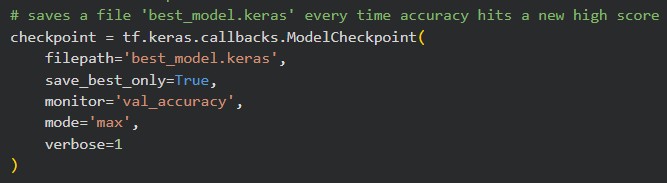 # saves a file 'best_model.keras' every time accuracy hits a new high score
checkpoint = tf.keras.callbacks.ModelCheckpoint(
    filepath='best_model.keras',
    save_best_only=True,
    monitor='val_accuracy',
    mode='max',
    verbose=1
)